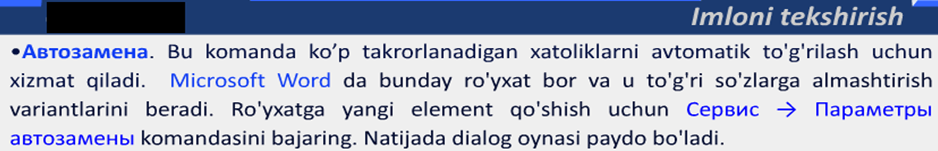 Imloni tekshirish
•Автозамена. Bu komanda ko’p takrorlanadigan xatoliklarni avtomatik to'g'rilash uchun
xizmat qiladi. Microsoft Word da bunday ro'yxat bor va u to'g'ri so'zlarga almashtirish
variantlarini beradi. Ro'yxatga yangi element qo'shish uchun Сервис → Параметры
автозамены komandasini bajaring. Natijada dialog oynasi paydo bo'ladi.